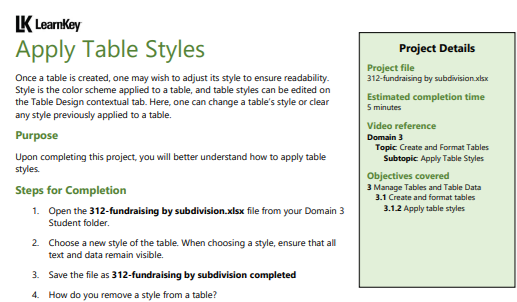 LK LearnKey
Apply Table Styles
Once a table is created, one may wish to adjust its style to ensure readability.
Style is the color scheme applied to a table, and table styles can be edited on
the Table Design contextual tab. Here, one can change a table's style or clear
any style previously applied to a table.
Purpose
Upon completing this project, you will better understand how to apply table
styles.
Steps for Completion
1. Open the 312-fundraising by subdivision.xlsx file from your Domain 3
Student folder.
2. Choose a new style of the table. When choosing a style, ensure that all
text and data remain visible.
3. Save the file as 312-fundraising by subdivision completed
4. How do you remove a style from a table?
Project Details
Project file
312-fundraising by subdivision.xlsx
Estimated completion time
5 minutes
Video reference
Domain 3
Topic: Create and Format Tables
Subtopic: Apply Table Styles
Objectives covered
3 Manage Tables and Table Data
3.1 Create and format tables
3.1.2 Apply table styles